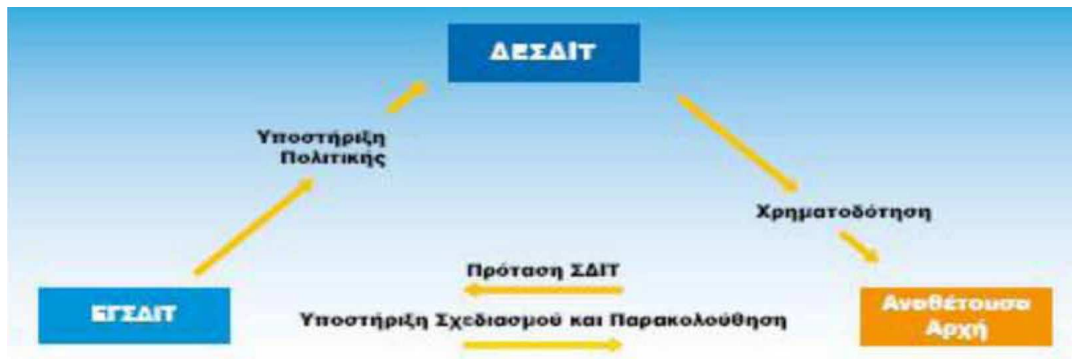 ΔΕΣΔΙΤ
Υποστήριξη
Πολιτικής
Χρηματοδότηση
Πρόταση ΣΔΙΤ
ΕΓΣΔΙΤ
Υποστήριξη Σχεδιασμού και Παρακολούθηση
Αναθέτουσα
Αρχή